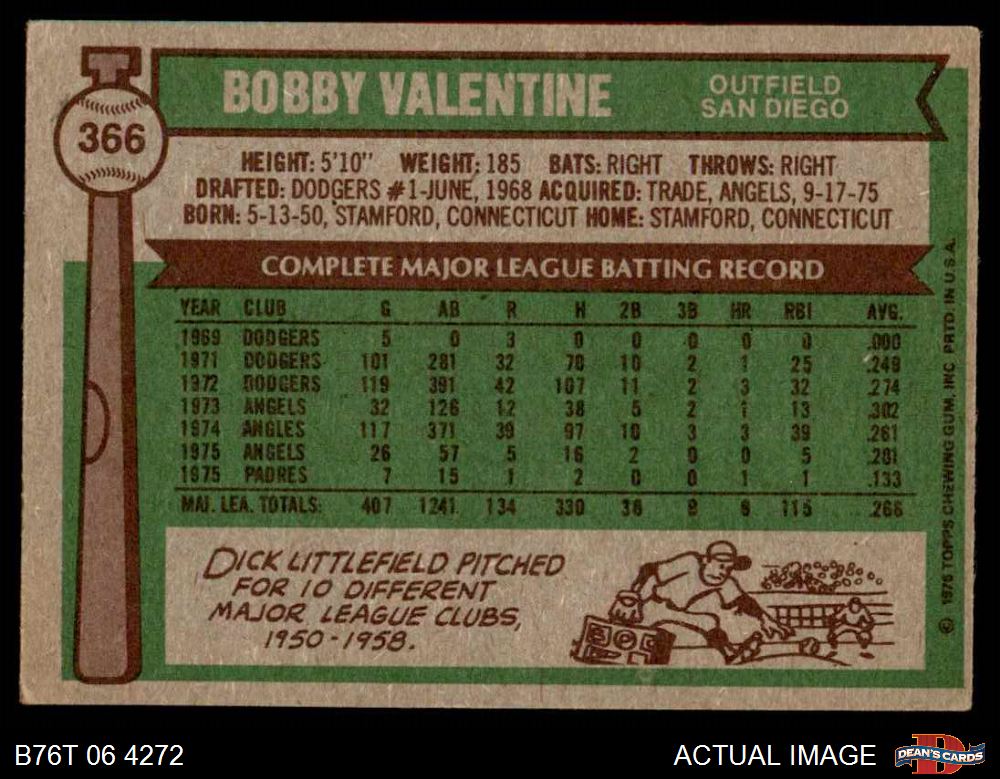 366
BOBBY VALENTINE
OUTFIELD
SAN DIEGO
HEIGHT: 5'10" WEIGHT: 185 BATS: RIGHT THROWS: RIGHT
DRAFTED: DODGERS #1-JUNE, 1968 ACQUIRED: TRADE, ANGELS, 9-17-75
BORN: 5-13-50, STAMFORD, CONNECTICUT HOME: STAMFORD, CONNECTICUT
COMPLETE MAJOR LEAGUE BATTING RECORD
YEAR CLUB G AB R H 2B 3B HR RBI AVG.
1969 DODGERS 5 0 3 0 0 0 0 0 .000
1971 DODGERS 101 281 32 70 10 2 1 25 .249
1972 DODGERS 119 391 42 107 11 2 3 32 .274
1973 ANGELS 32 126 12 38 5 2 1 13 .302
1974 ANGLES 117 371 39 97 10 3 3 39 .261
1975 ANGELS 26 57 5 16 2 0 0 5 .281
1975 PADRES 7 15 1 2 0 0 1 1 .133
MAJ. LEA. TOTALS: 407 1241 134 330 38 9 9 115 .266
DICK LITTLEFIELD PITCHED
FOR 10 DIFFERENT
MAJOR LEAGUE CLUBS,
1950-1958.
© 1976 TOPPS CHEWING GUM, INC PRTD. IN U.S.A.
B76T 06 4272
ACTUAL IMAGE
DEAN'S CARDS